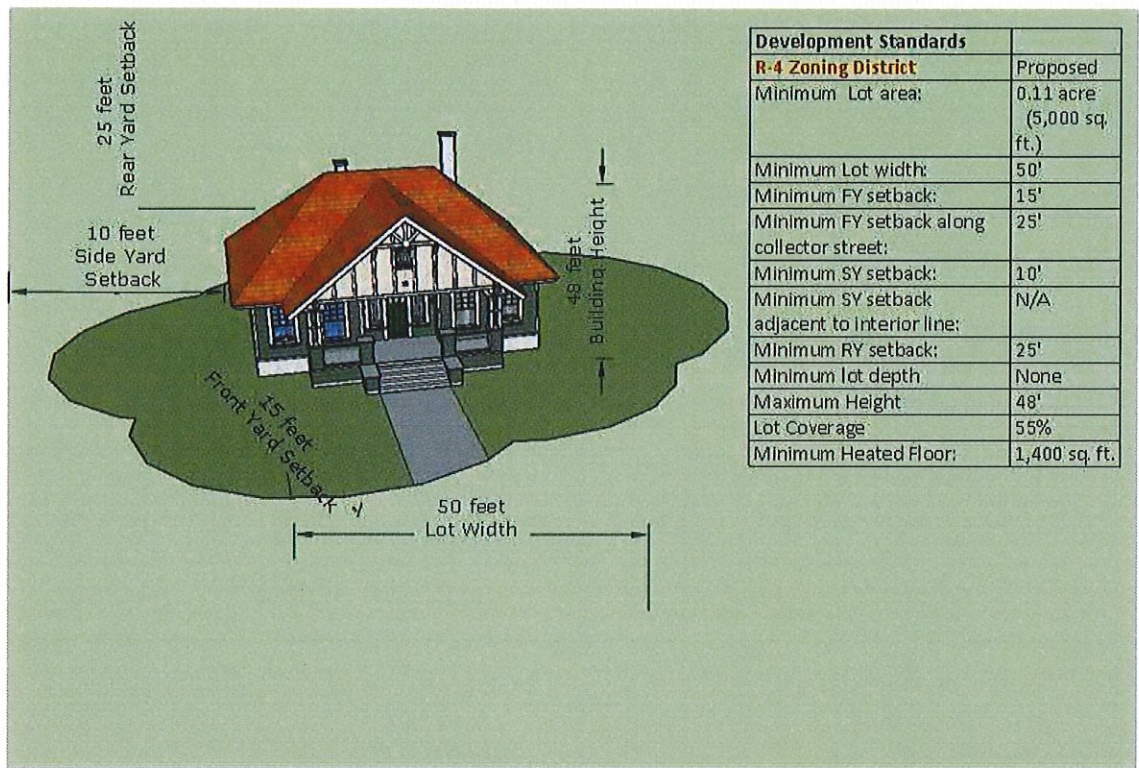 25 feet
Rear Yard Setback
10 feet
Side Yard
Setback
48 feet
Building Height
15 feet
Front Yard Setback
50 feet
Lot Width
Development Standards
R-4 Zoning District Proposed
Minimum Lot area: 0.11 acre
(5,000 sq.
ft.)
Minimum Lot width: 50'
Minimum FY setback: 15'
Minimum FY setback along 25'
collector street:
Minimum SY setback: 10'
Minimum SY setback N/A
adjacent to interior line:
Minimum RY setback: 25'
Minimum lot depth None
Maximum Height 48'
Lot Coverage 55%
Minimum Heated Floor: 1,400 sq. ft.